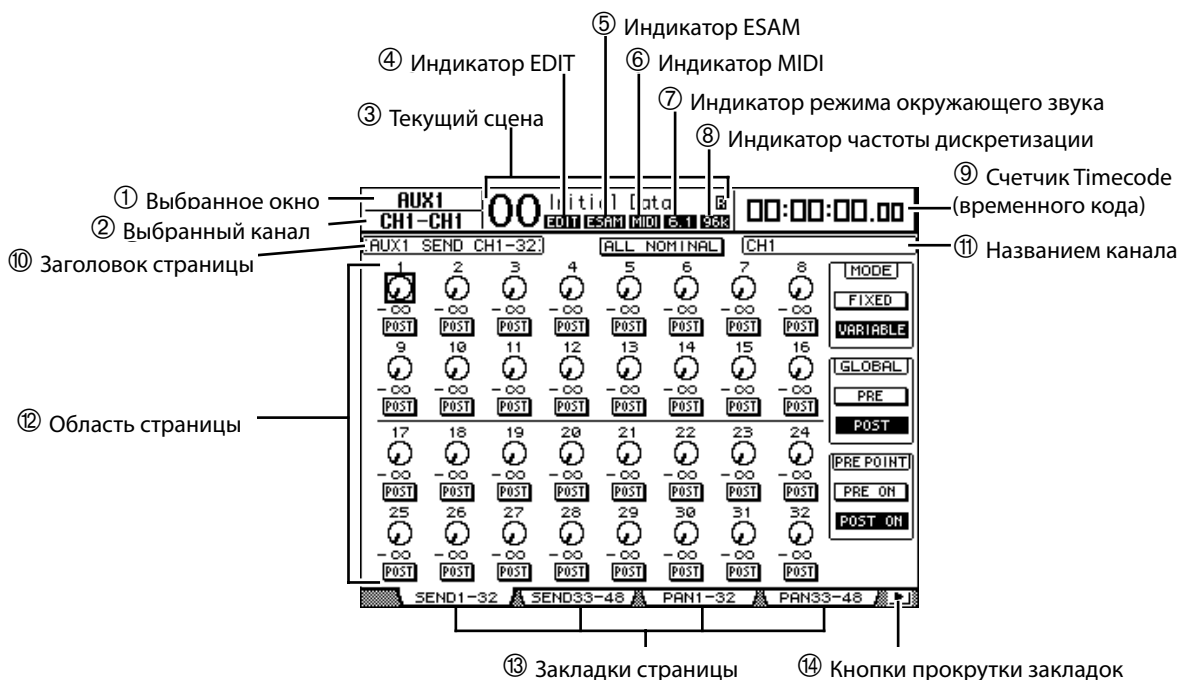 ⑤ Индикатор ESAM
④ Индикатор EDIT
⑥ Индикатор MIDI
⑦ Индикатор режима окружающего звука
③ Текущий сцена
⑧ Индикатор частоты дискретизации
① Выбранное окно
② Выбранный канал
⑨ Счетчик Timecode
(временного кода)
AUX1
CH1-CH1
00
Initial Data
EDIT ESAM MIDI 6.1 96k
00:00:00.00
⑩ Заголовок страницы
AUX1 SEND CH1-32
ALL NOMINAL
CH1
⑪ Названием канала
1 2 3 4 5 6 7 8
-∞ -∞ -∞ -∞ -∞ -∞ -∞ -∞
POST POST POST POST POST POST POST POST
9 10 11 12 13 14 15 16
-∞ -∞ -∞ -∞ -∞ -∞ -∞ -∞
POST POST POST POST POST POST POST POST
17 18 19 20 21 22 23 24
-∞ -∞ -∞ -∞ -∞ -∞ -∞ -∞
POST POST POST POST POST POST POST POST
25 26 27 28 29 30 31 32
-∞ -∞ -∞ -∞ -∞ -∞ -∞ -∞
POST POST POST POST POST POST POST POST
MODE
FIXED
VARIABLE
GLOBAL
PRE
POST
PRE POINT
PRE ON
POST ON
⑫ Область страницы
SEND1-32 SEND33-48 PAN1-32 PAN33-48
⑬ Закладки страницы
⑭ Кнопки прокрутки закладок